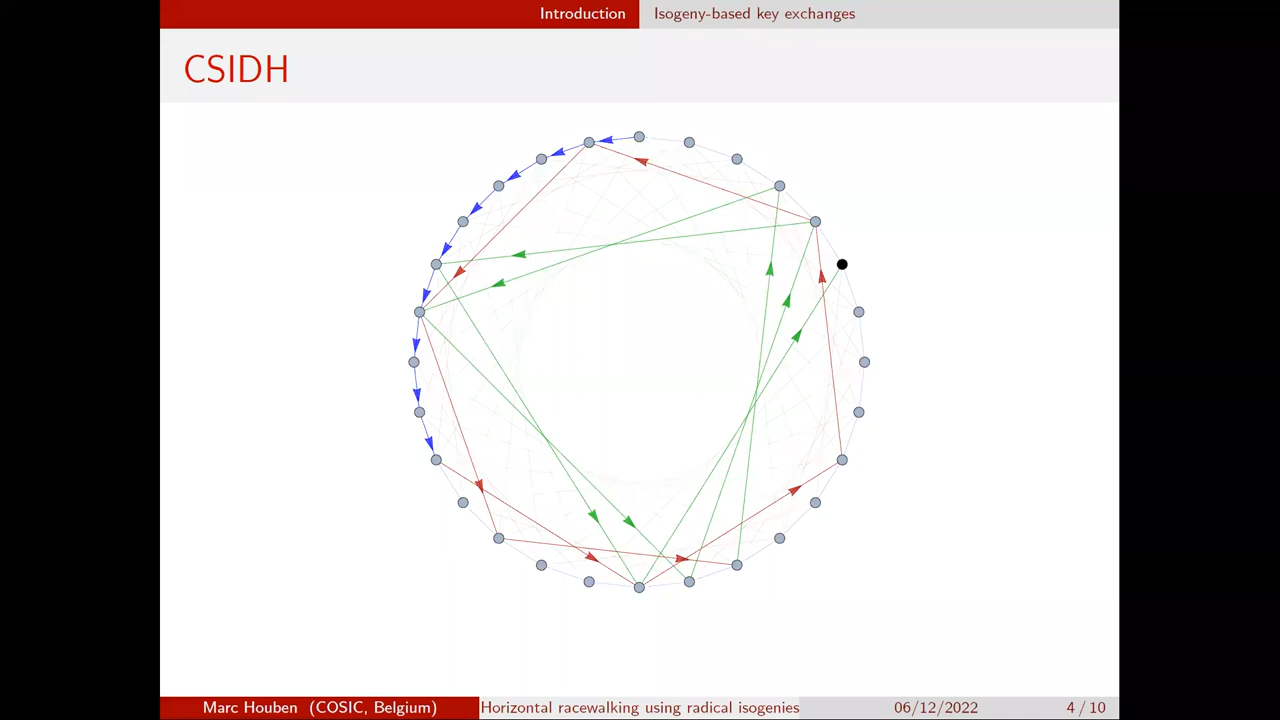 Introduction Isogeny-based key exchanges
CSIDH
Marc Houben (COSIC, Belgium) Horizontal racewalking using radical isogenies 06/12/2022 4 / 10